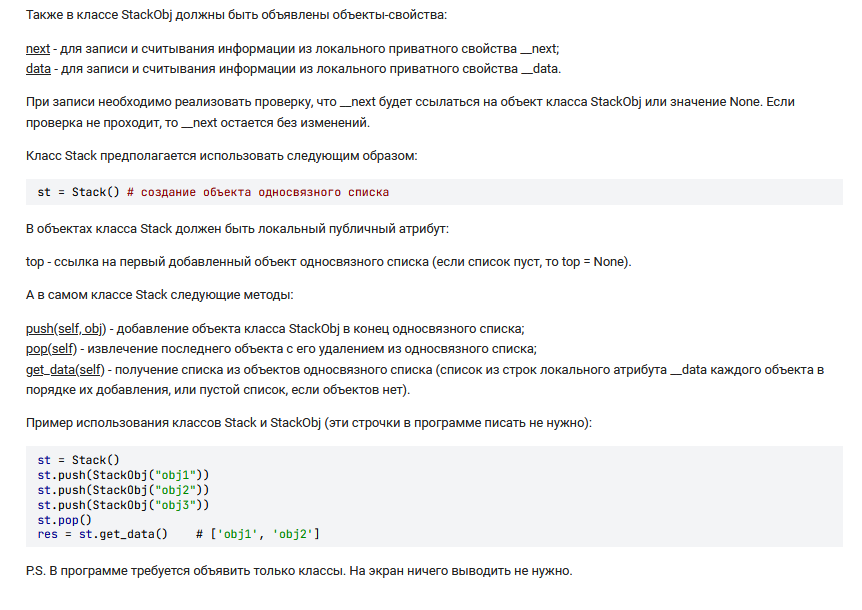 Также в классе StackObj должны быть объявлены объекты-свойства:
next - для записи и считывания информации из локального приватного свойства __next;
data - для записи и считывания информации из локального приватного свойства __data.
При записи необходимо реализовать проверку, что __next будет ссылаться на объект класса StackObj или значение None. Если
проверка не проходит, то __next остается без изменений.
Класс Stack предполагается использовать следующим образом:
st = Stack() # создание объекта односвязного списка
В объектах класса Stack должен быть локальный публичный атрибут:
top - ссылка на первый добавленный объект односвязного списка (если список пуст, то top = None).
А в самом классе Stack следующие методы:
push(self, obj) - добавление объекта класса StackObj в конец односвязного списка;
pop(self) - извлечение последнего объекта с его удалением из односвязного списка;
get_data(self) - получение списка из объектов односвязного списка (список из строк локального атрибута __data каждого объекта в
порядке их добавления, или пустой список, если объектов нет).
Пример использования классов Stack и StackObj (эти строчки в программе писать не нужно):
st = Stack()
st.push(StackObj("obj1"))
st.push(StackObj("obj2"))
st.push(StackObj("obj3"))
st.pop()
res = st.get_data()    # ['obj1', 'obj2']
P.S. В программе требуется объявить только классы. На экран ничего выводить не нужно.